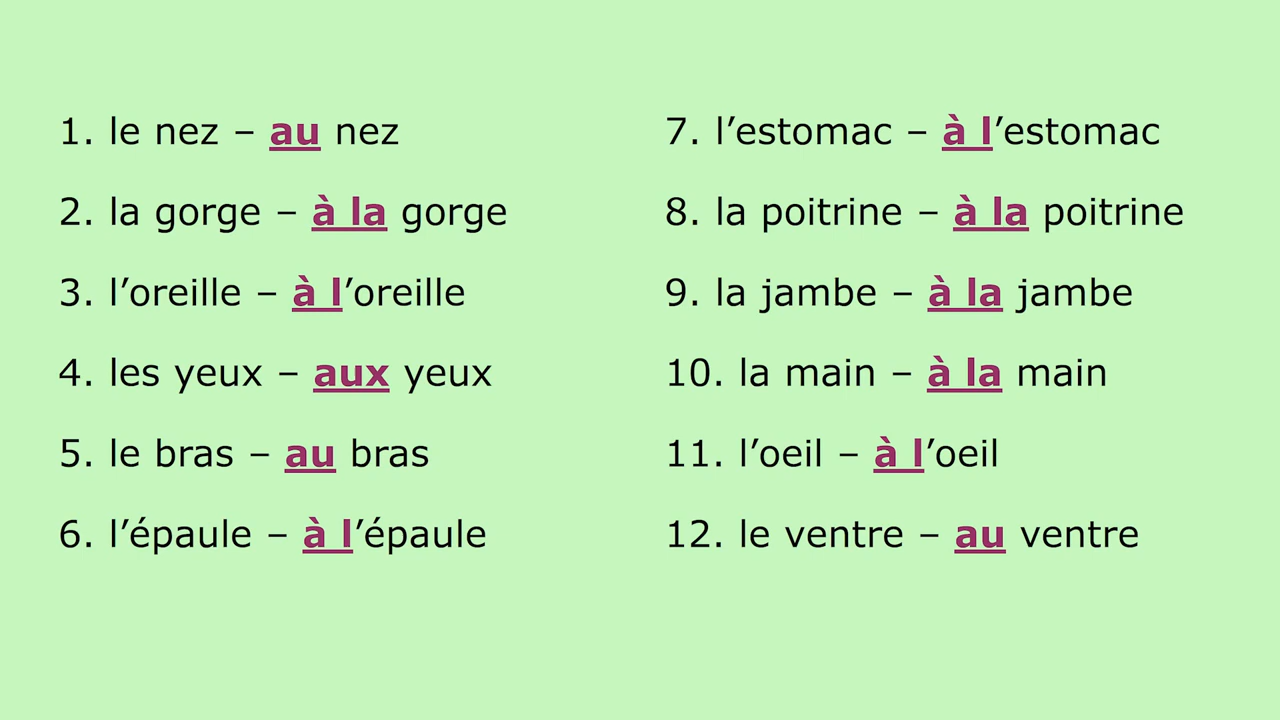 1. le nez – au nez
2. la gorge – à la gorge
3. l’oreille – à l’oreille
4. les yeux – aux yeux
5. le bras – au bras
6. l’épaule – à l’épaule
7. l’estomac – à l’estomac
8. la poitrine – à la poitrine
9. la jambe – à la jambe
10. la main – à la main
11. l’oeil – à l’oeil
12. le ventre – au ventre